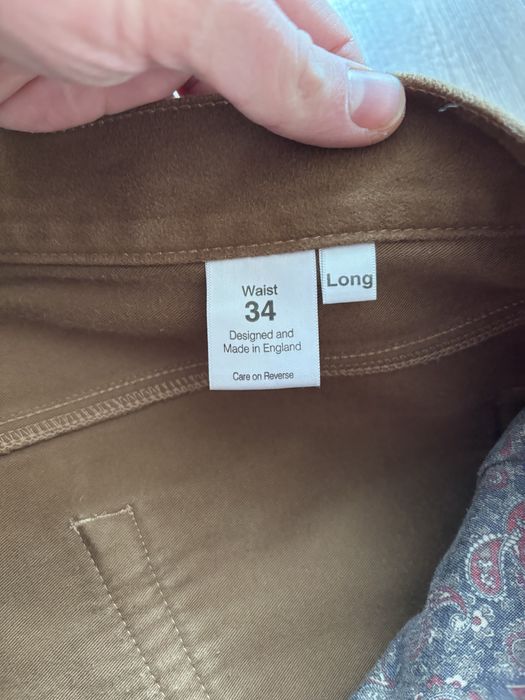 Waist
34
Designed and
Made in England
Care on Reverse
Long